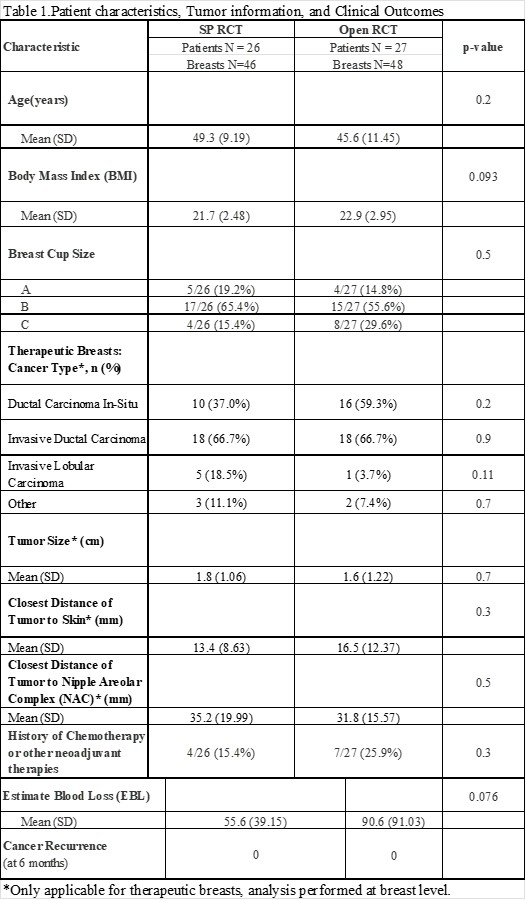 Table 1.Patient characteristics, Tumor information, and Clinical Outcomes
Characteristic SP RCT Open RCT p-value
Patients N = 26 Patients N = 27
Breasts N=46 Breasts N=48
Age(years) 0.2
Mean (SD) 49.3 (9.19) 45.6 (11.45)
Body Mass Index (BMI) 0.093
Mean (SD) 21.7 (2.48) 22.9 (2.95)
Breast Cup Size 0.5
A 5/26 (19.2%) 4/27 (14.8%)
B 17/26 (65.4%) 15/27 (55.6%)
C 4/26 (15.4%) 8/27 (29.6%)
Therapeutic Breasts:
Cancer Type*, n (%)
Ductal Carcinoma In-Situ 10 (37.0%) 16 (59.3%) 0.2
Invasive Ductal Carcinoma 18 (66.7%) 18 (66.7%) 0.9
Invasive Lobular
Carcinoma 5 (18.5%) 1 (3.7%) 0.11
Other 3 (11.1%) 2 (7.4%) 0.7
Tumor Size* (cm)
Mean (SD) 1.8 (1.06) 1.6 (1.22) 0.7
Closest Distance of
Tumor to Skin* (mm) 0.3
Mean (SD) 13.4 (8.63) 16.5 (12.37)
Closest Distance of
Tumor to Nipple Areolar
Complex (NAC)* (mm) 0.5
Mean (SD) 35.2 (19.99) 31.8 (15.57)
History of Chemotherapy
or other neoadjuvant
therapies 4/26 (15.4%) 7/27 (25.9%) 0.3
Estimate Blood Loss (EBL) 0.076
Mean (SD) 55.6 (39.15) 90.6 (91.03)
Cancer Recurrence
(at 6 months) 0 0
*Only applicable for therapeutic breasts, analysis performed at breast level.